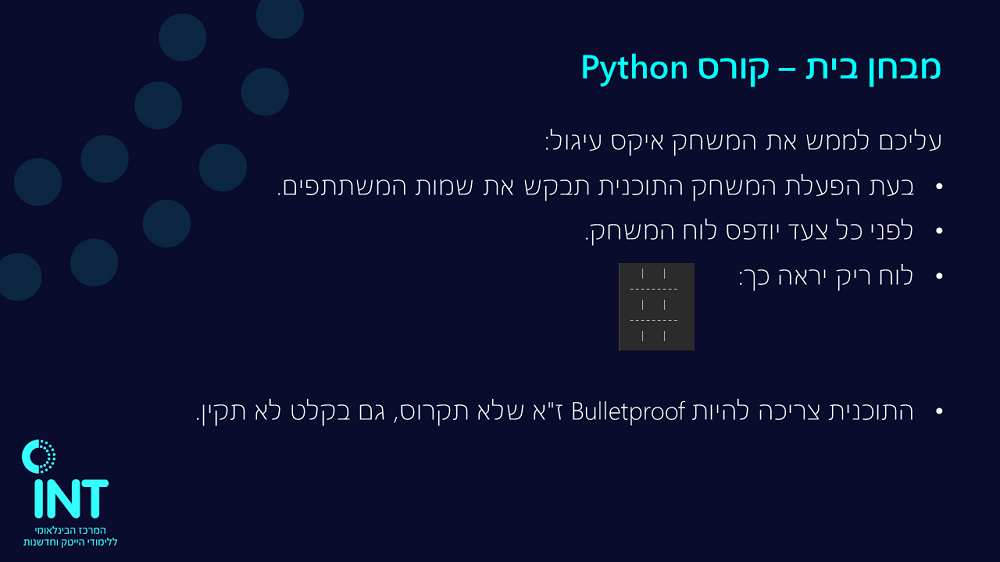 מבחן בית – קורס Python
עליכם לממש את המשחק איקס עיגול:
• בעת הפעלת המשחק התוכנית תבקש את שמות המשתתפים.
• לפני כל צעד יודפס לוח המשחק.
• לוח ריק יראה כך:
| |
---------
| |
---------
| |
• התוכנית צריכה להיות Bulletproof ז"א שלא תקרוס, גם בקלט לא תקין.
INT
המרכז הבינלאומי
ללימודי הייטק וחדשנות